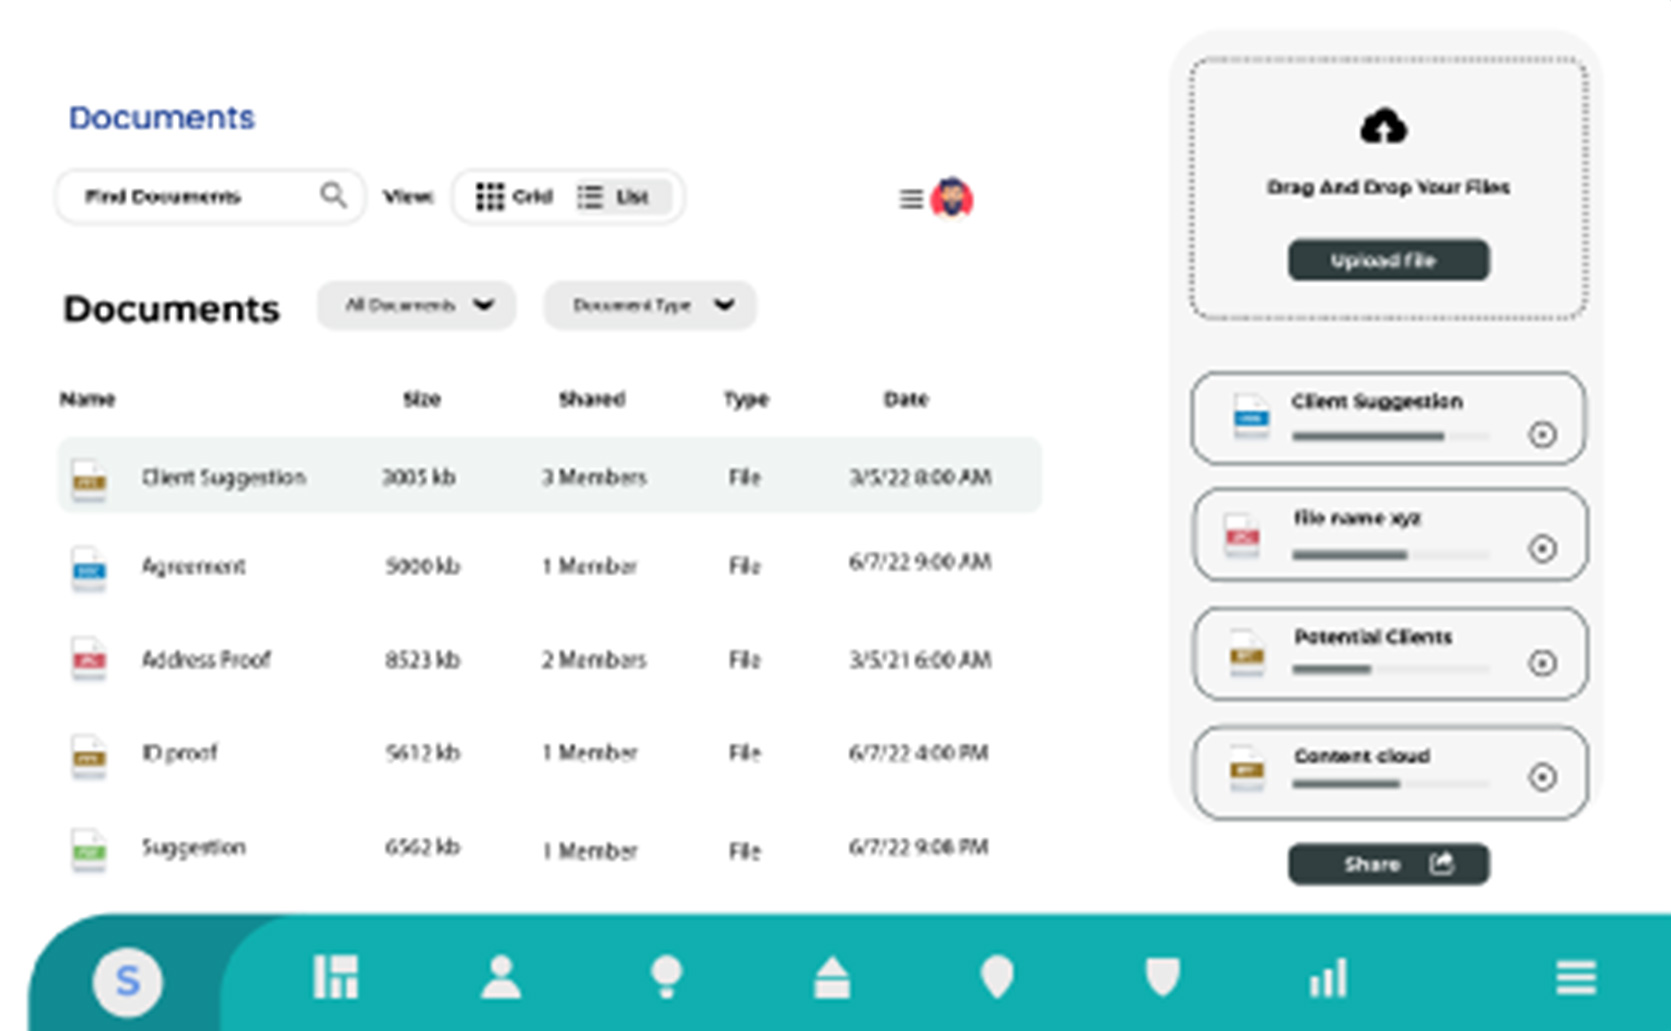 Documents
Find Documents
View:
Grid
List
Documents
All Documents
Document Type
Name Size Shared Type Date
Client Suggestion 3005 kb 3 Members File 3/5/22 8:00 AM
Agreement 5000 kb 1 Member File 6/7/22 9:00 AM
Address Proof 8523 kb 2 Members File 3/5/21 6:00 AM
ID proof 5612 kb 1 Member File 6/7/22 4:00 PM
Suggestion 6562 kb 1 Member File 6/7/22 9:08 PM
Drag And Drop Your Files
Upload file
Client Suggestion
file name xyz
Potential Clients
Content cloud
Share
S